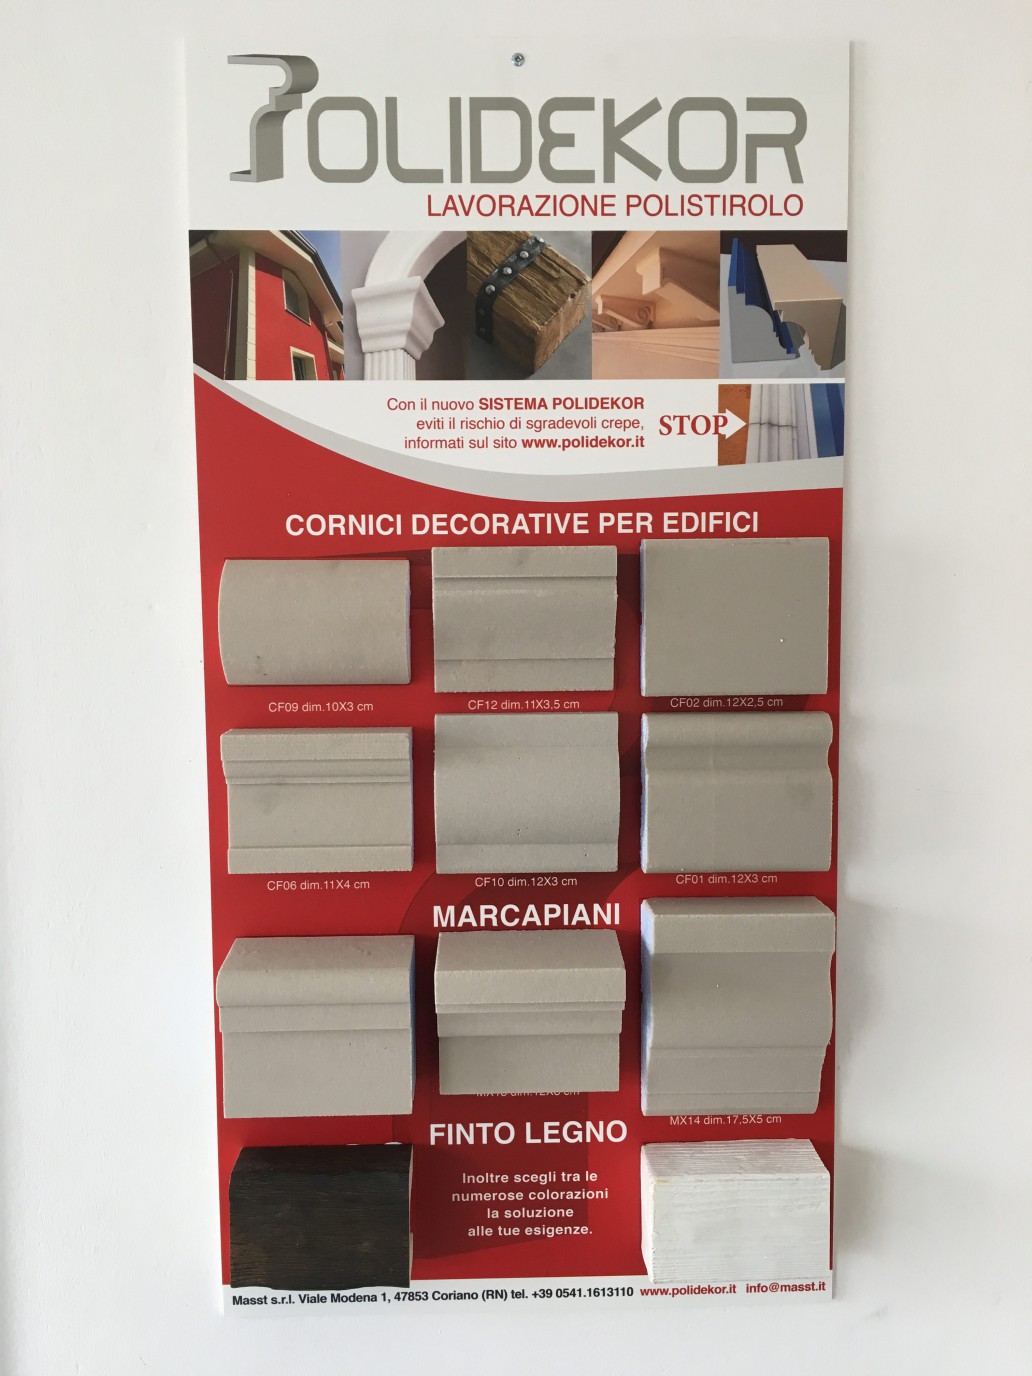 POLIDEKOR
LAVORAZIONE POLISTIROLO
Con il nuovo SISTEMA POLIDEKOR
eviti il rischio di sgradevoli crepe,
informati sul sito www.polidekor.it
STOP
CORNICI DECORATIVE PER EDIFICI
CF09 dim.10X3 cm
CF12 dim.11X3,5 cm
CF02 dim.12X2,5 cm
CF06 dim.11X4 cm
CF10 dim.12X3 cm
CF01 dim.12X3 cm
MARCAPIANI
MX14 dim.17,5X5 cm
FINTO LEGNO
Inoltre scegli tra le
numerose colorazioni
la soluzione
alle tue esigenze.
Masst s.r.l. Viale Modena 1, 47853 Coriano (RN) tel. +39 0541.1613110 www.polidekor.it info@masst.it